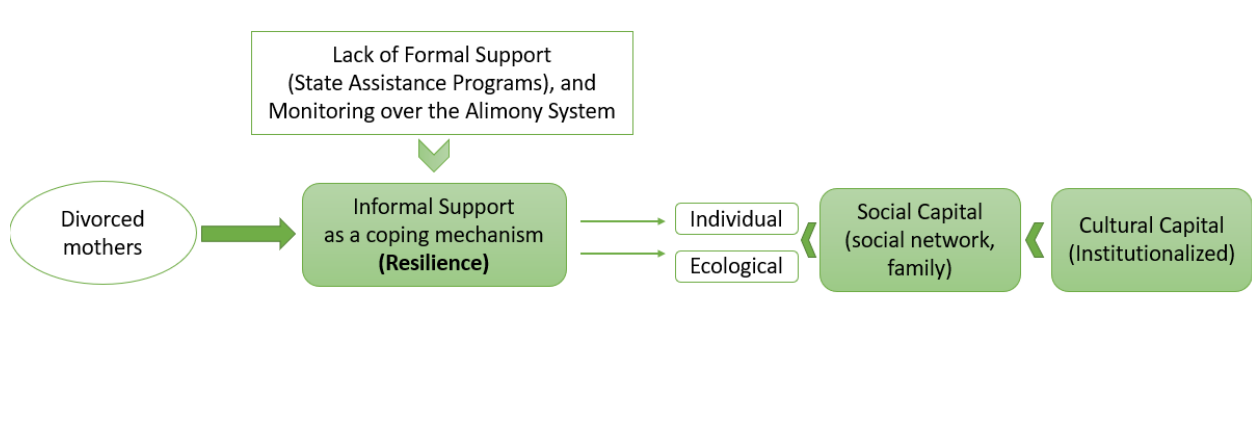 Lack of Formal Support
(State Assistance Programs), and
Monitoring over the Alimony System
Divorced
mothers
Informal Support
as a coping mechanism
(Resilience)
Individual
Ecological
Social Capital
(social network,
family)
Cultural Capital
(Institutionalized)